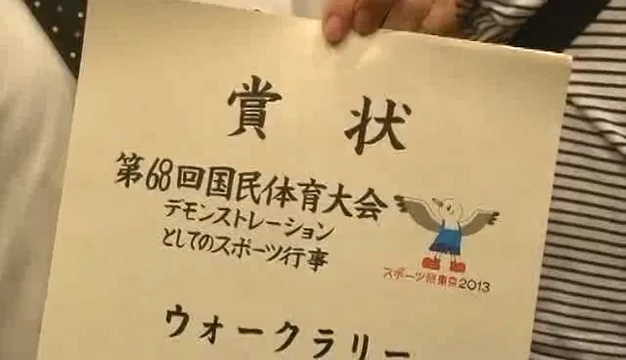 賞 状
第68回国民体育大会
デモンストレーション
としてのスポーツ行事
スポーツ祭東京2013
ウォークラリー